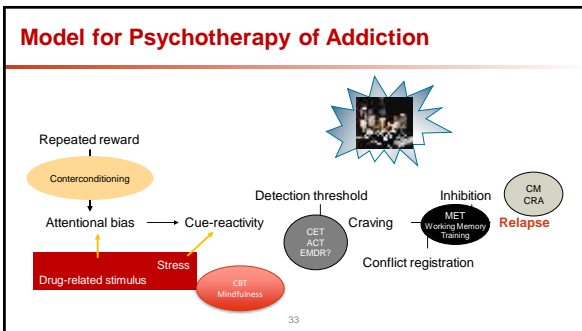 Model for Psychotherapy of Addiction
Repeated reward
Conterconditioning
Attentional bias
Cue-reactivity
Stress
Drug-related stimulus
CBT
Mindfulness
Detection threshold
CET
ACT
EMDR?
Craving
Conflict registration
Inhibition
MET
Working Memory
Training
CM
CRA
Relapse
33